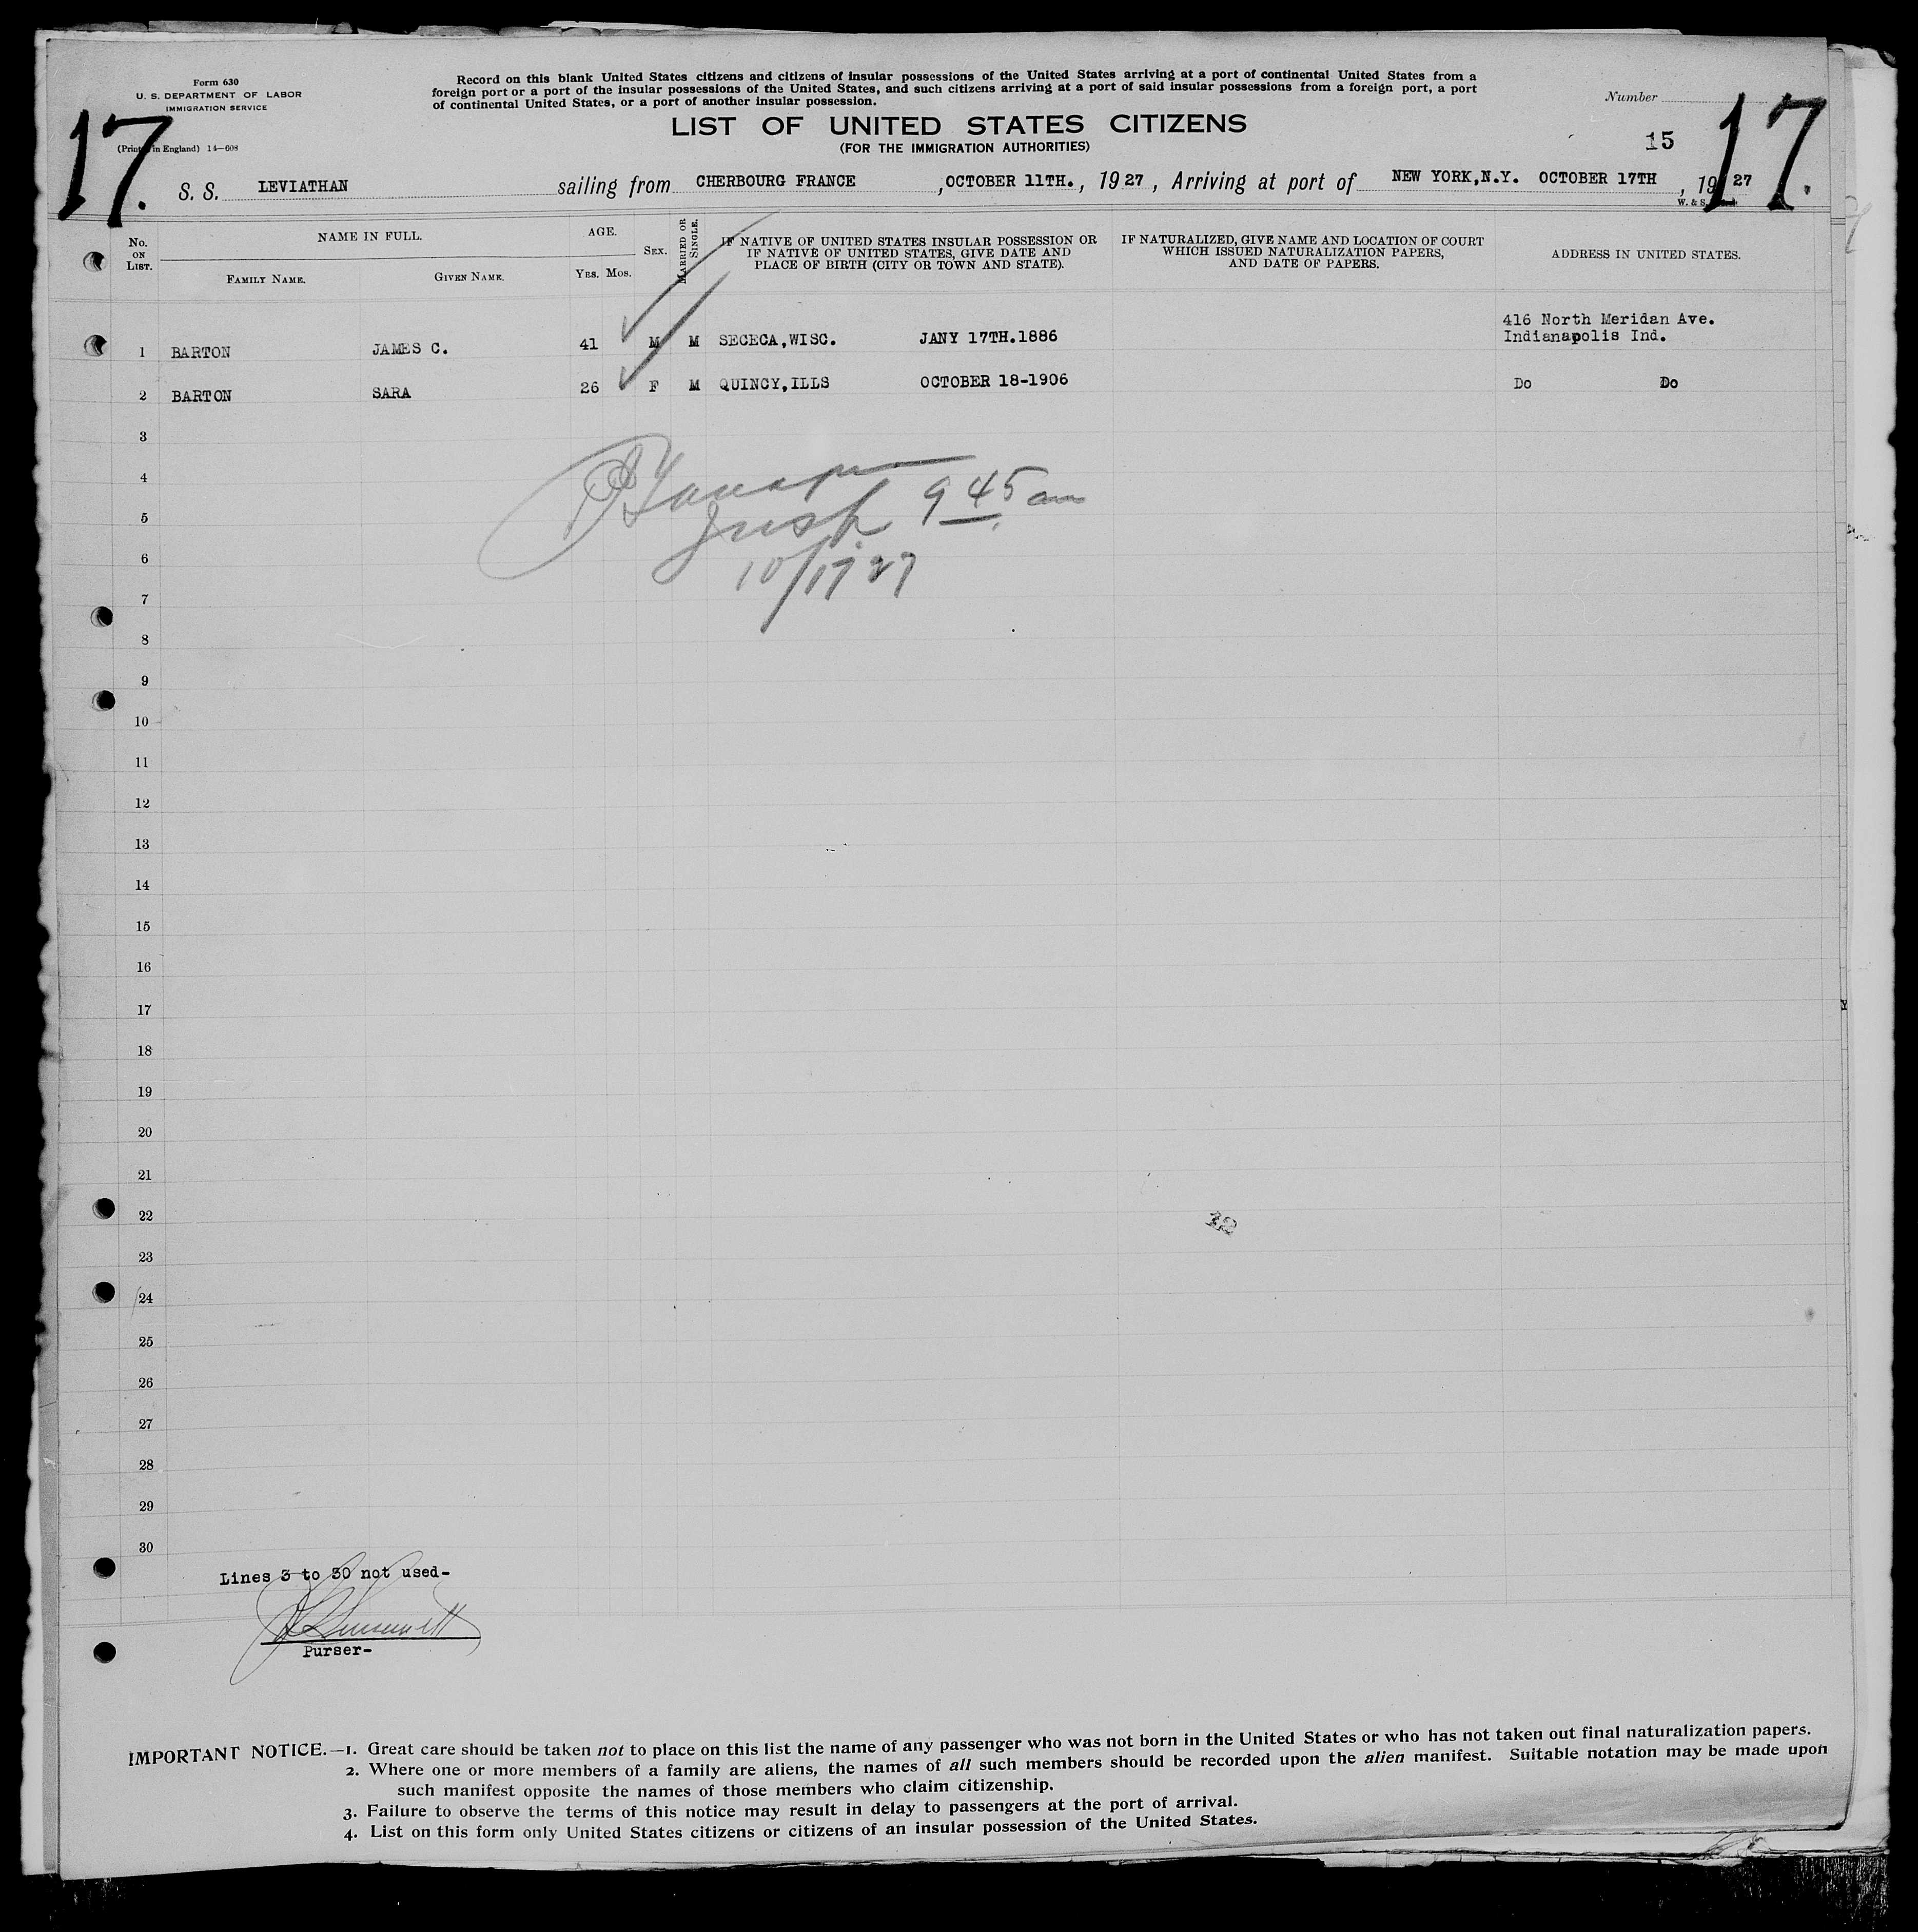 Form 630
U. S. DEPARTMENT OF LABOR
IMMIGRATION SERVICE
(Printed in England) 14—608
Record on this blank United States citizens and citizens of insular possessions of the United States arriving at a port of continental United States from a
foreign port or a port of the insular possessions of the United States, and such citizens arriving at a port of said insular possessions from a foreign port, a port
of continental United States, or a port of another insular possession.
LIST OF UNITED STATES CITIZENS
(FOR THE IMMIGRATION AUTHORITIES)
Number
15
17.
17.
S. S. LEVIATHAN sailing from CHERBOURG FRANCE , OCTOBER 11TH. , 1927 , Arriving at port of NEW YORK,N.Y. OCTOBER 17TH , 1927
W. & S.
No. ON LIST.
NAME IN FULL.
FAMILY NAME.
GIVEN NAME.
AGE.
YRS. MOS.
SEX.
MARRIED OR SINGLE.
IF NATIVE OF UNITED STATES INSULAR POSSESSION OR
IF NATIVE OF UNITED STATES, GIVE DATE AND
PLACE OF BIRTH (CITY OR TOWN AND STATE).
IF NATURALIZED, GIVE NAME AND LOCATION OF COURT
WHICH ISSUED NATURALIZATION PAPERS,
AND DATE OF PAPERS.
ADDRESS IN UNITED STATES.
416 North Meridan Ave.
1 BARTON JAMES C. 41 M M SECECA,WISC. JANY 17TH.1886 Indianapolis Ind.
2 BARTON SARA 26 F M QUINCY,ILLS OCTOBER 18-1906 Do Do
3
4
9 45 am
5
6
10/17 27
7
8
9
10
11
12
13
14
15
16
17
18
19
20
21
22
12
23
24
25
26
27
28
29
30
Lines 3 to 30 not used-
Purser-
IMPORTANT NOTICE.—1. Great care should be taken not to place on this list the name of any passenger who was not born in the United States or who has not taken out final naturalization papers.
2. Where one or more members of a family are aliens, the names of all such members should be recorded upon the alien manifest. Suitable notation may be made upon
such manifest opposite the names of those members who claim citizenship.
3. Failure to observe the terms of this notice may result in delay to passengers at the port of arrival.
4. List on this form only United States citizens or citizens of an insular possession of the United States.